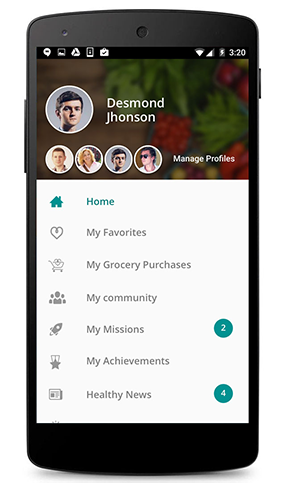 3:20
Desmond
Jhonson
Manage Profiles
Home
My Favorites
My Grocery Purchases
My community
My Missions
2
My Achievements
Healthy News
4